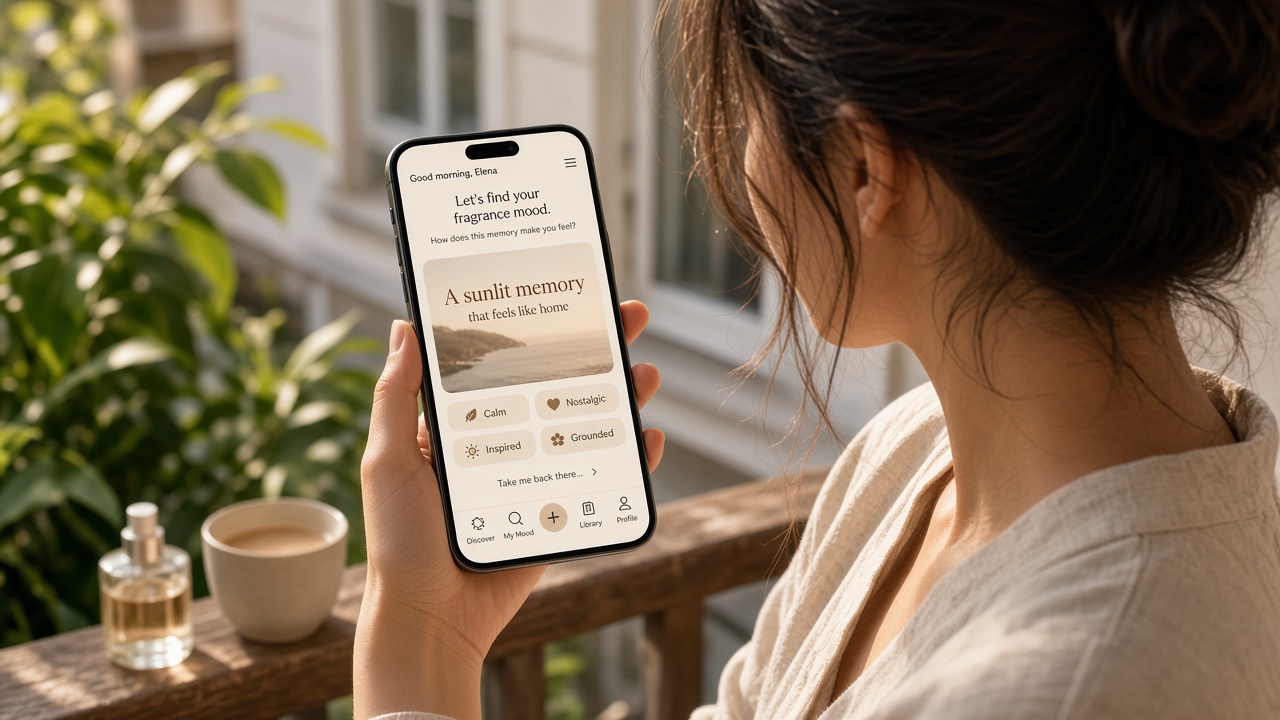 Good morning, Elena
Let's find your
fragrance mood.
How does this memory make you feel?
A sunlit memory
that feels like home
Calm
Nostalgic
Inspired
Grounded
Take me back there...
Discover
My Mood
Library
Profile